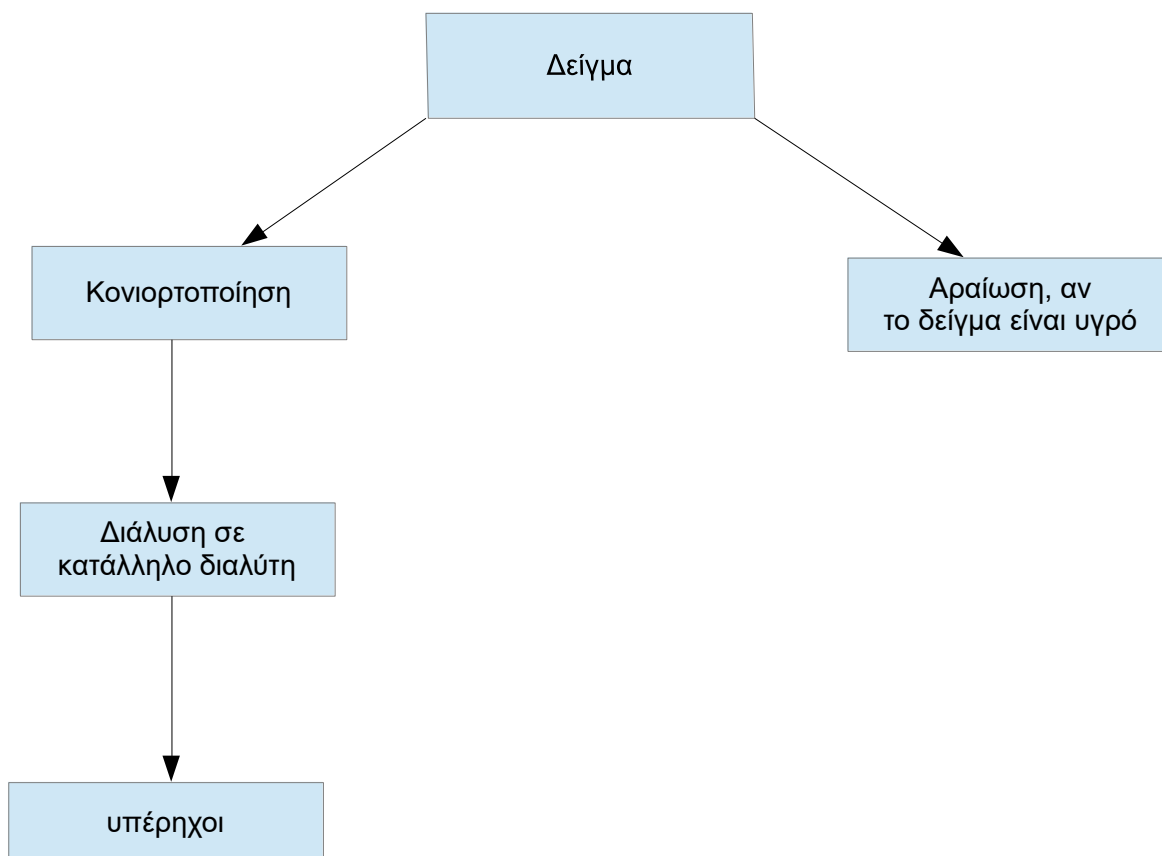 Δείγμα
Κονιορτοποίηση
Αραίωση, αν
το δείγμα είναι υγρό
Διάλυση σε
κατάλληλο διαλύτη
υπέρηχοι